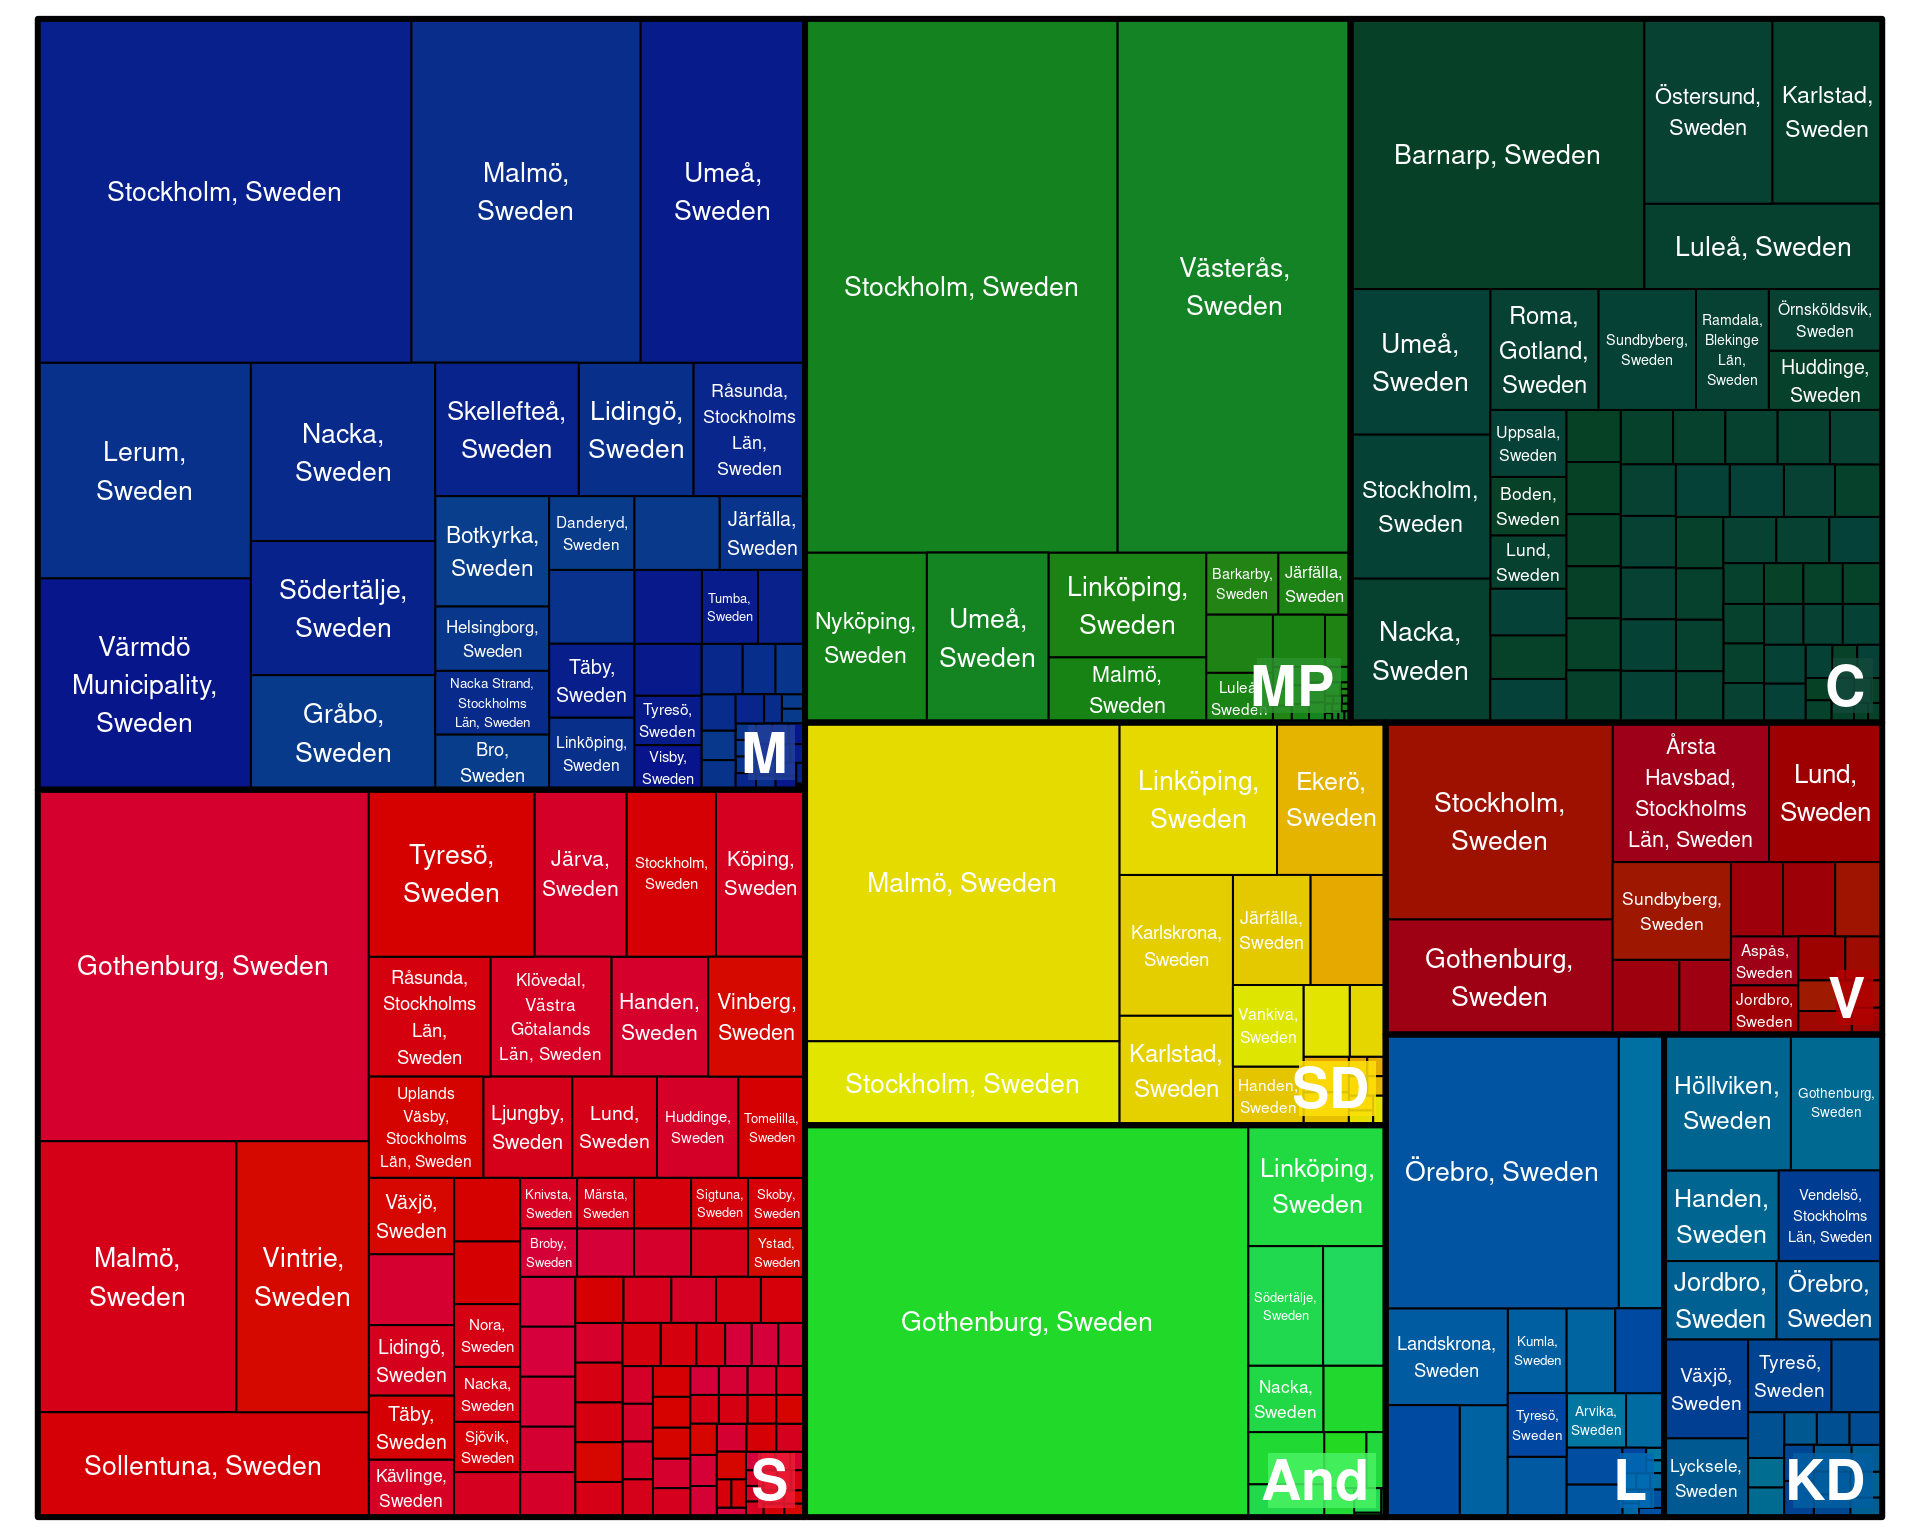 Stockholm, Sweden
Malmö,
Sweden
Umeå,
Sweden
Lerum,
Sweden
Nacka,
Sweden
Skellefteå,
Sweden
Lidingö,
Sweden
Råsunda,
Stockholms
Län,
Sweden
Värmdö
Municipality,
Sweden
Södertälje,
Sweden
Gråbo,
Sweden
Botkyrka,
Sweden
Danderyd,
Sweden
Järfälla,
Sweden
Helsingborg,
Sweden
Nacka Strand,
Stockholms
Län, Sweden
Bro,
Sweden
Tumba,
Sweden
Täby,
Sweden
Linköping,
Sweden
Tyresö,
Sweden
Visby,
Sweden
M
Stockholm, Sweden
Västerås,
Sweden
Nyköping,
Sweden
Umeå,
Sweden
Linköping,
Sweden
Malmö,
Sweden
Barkarby,
Sweden
Järfälla,
Sweden
Luleå,
Sweden
MP
Barnarp, Sweden
Östersund,
Sweden
Karlstad,
Sweden
Luleå, Sweden
Umeå,
Sweden
Stockholm,
Sweden
Nacka,
Sweden
Roma,
Gotland,
Sweden
Sundbyberg,
Sweden
Ramdala,
Blekinge
Län,
Sweden
Örnsköldsvik,
Sweden
Huddinge,
Sweden
Uppsala,
Sweden
Boden,
Sweden
Lund,
Sweden
C
Gothenburg, Sweden
Malmö,
Sweden
Vintrie,
Sweden
Sollentuna, Sweden
Tyresö,
Sweden
Järva,
Sweden
Stockholm,
Sweden
Köping,
Sweden
Råsunda,
Stockholms
Län,
Sweden
Klövedal,
Västra
Götalands
Län, Sweden
Handen,
Sweden
Vinberg,
Sweden
Uplands
Väsby,
Stockholms
Län, Sweden
Ljungby,
Sweden
Lund,
Sweden
Huddinge,
Sweden
Tomelilla,
Sweden
Växjö,
Sweden
Lidingö,
Sweden
Täby,
Sweden
Kävlinge,
Sweden
Nora,
Sweden
Nacka,
Sweden
Sjövik,
Sweden
Knivsta,
Sweden
Märsta,
Sweden
Sigtuna,
Sweden
Skoby,
Sweden
Broby,
Sweden
Ystad,
Sweden
S
Malmö, Sweden
Stockholm, Sweden
Linköping,
Sweden
Ekerö,
Sweden
Karlskrona,
Sweden
Järfälla,
Sweden
Karlstad,
Sweden
Vankiva,
Sweden
Handen,
Sweden
SD
Gothenburg, Sweden
Linköping,
Sweden
Södertälje,
Sweden
Nacka,
Sweden
And
Stockholm,
Sweden
Gothenburg,
Sweden
Årsta
Havsbad,
Stockholms
Län, Sweden
Lund,
Sweden
Sundbyberg,
Sweden
Aspås,
Sweden
Jordbro,
Sweden
V
Örebro, Sweden
Landskrona,
Sweden
Kumla,
Sweden
Tyresö,
Sweden
Arvika,
Sweden
L
Höllviken,
Sweden
Gothenburg,
Sweden
Handen,
Sweden
Vendelsö,
Stockholms
Län, Sweden
Jordbro,
Sweden
Örebro,
Sweden
Växjö,
Sweden
Tyresö,
Sweden
Lycksele,
Sweden
KD